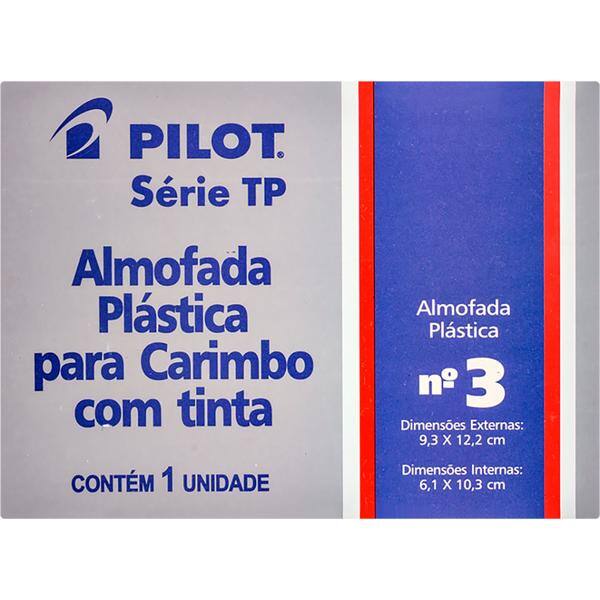 PILOT®
Série TP
Almofada
Plástica
para Carimbo
com tinta
CONTÉM 1 UNIDADE
Almofada
Plástica
nº 3
Dimensões Externas:
9,3 X 12,2 cm
Dimensões Internas:
6,1 X 10,3 cm